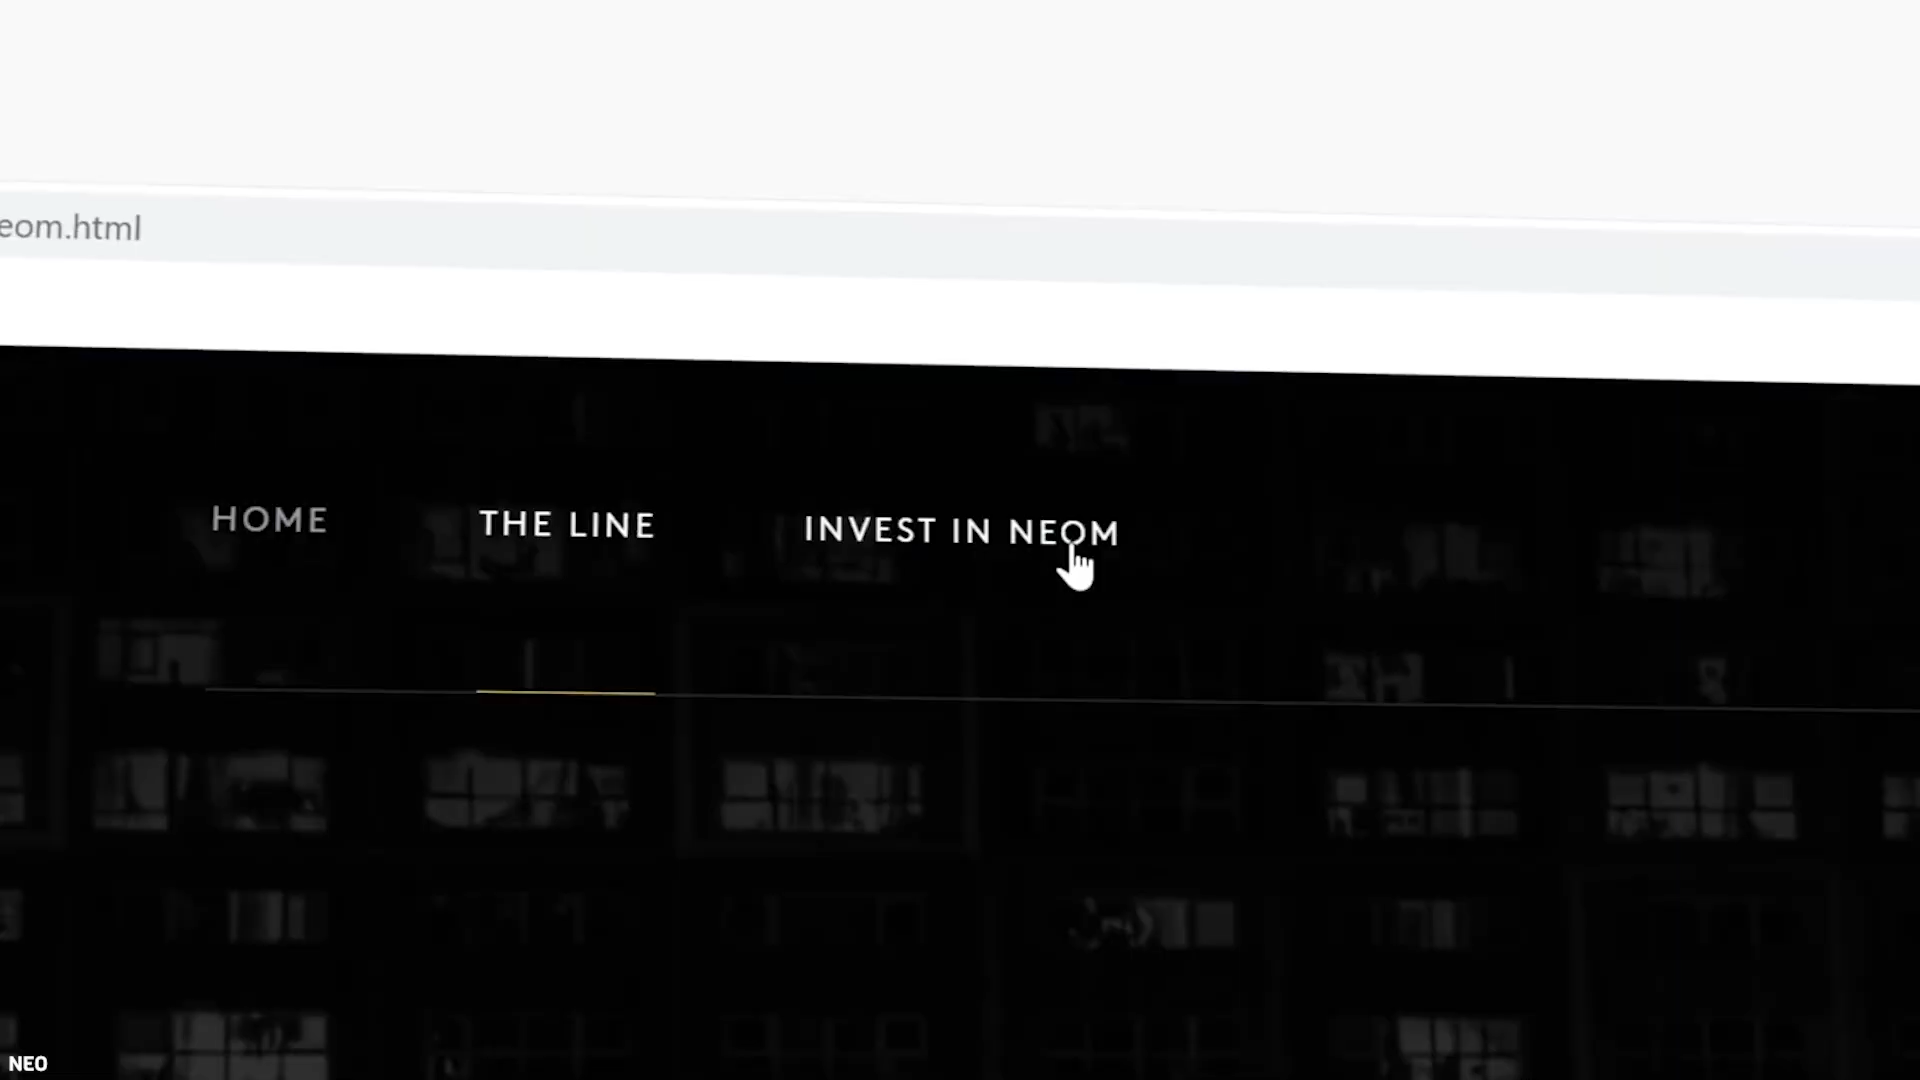 eom.html
HOME
THE LINE
INVEST IN NEOM
NEO